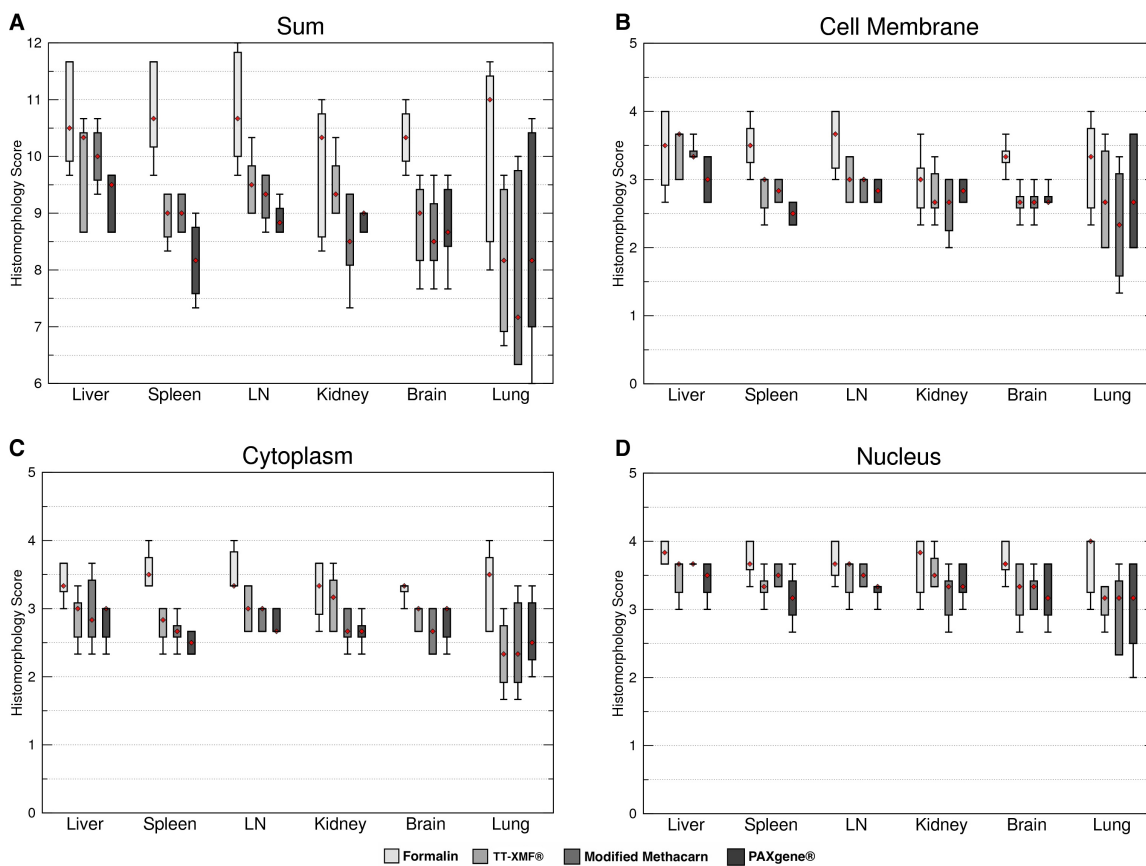 A
Sum
Histomorphology Score
12
11
10
9
8
7
6
Liver Spleen LN Kidney Brain Lung
B
Cell Membrane
Histomorphology Score
5
4
3
2
1
0
Liver Spleen LN Kidney Brain Lung
C
Cytoplasm
Histomorphology Score
5
4
3
2
1
0
Liver Spleen LN Kidney Brain Lung
D
Nucleus
Histomorphology Score
5
4
3
2
1
0
Liver Spleen LN Kidney Brain Lung
Formalin TT-XMF® Modified Methacarn PAXgene®